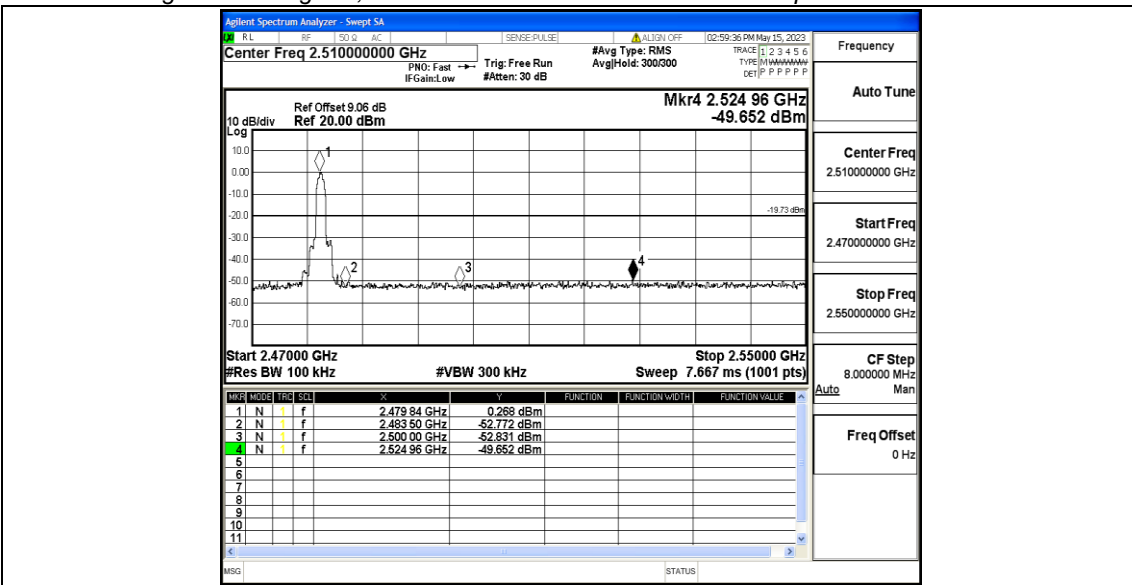 Agilent Spectrum Analyzer - Swept SA
RL RF 50 Ω AC SENSE:PULSE ALIGN OFF 02:59:36 PM May 15, 2023
Center Freq 2.510000000 GHz #Avg Type: RMS TRACE 1 2 3 4 5 6
PNO: Fast Trig: Free Run Avg|Hold: 300/300 TYPE M WWWWW
IFGain:Low #Atten: 30 dB DET P P P P P P
Mkr4 2.524 96 GHz
-49.652 dBm
Ref Offset 9.06 dB
10 dB/div Ref 20.00 dBm
Log
10.0
0.00
-10.0
-20.0
-30.0
-40.0
-50.0
-60.0
-70.0
-19.73 dBm
1
2
3
4
Start 2.47000 GHz Stop 2.55000 GHz
#Res BW 100 kHz #VBW 300 kHz Sweep 7.667 ms (1001 pts)
MKR MODE TRC SCL X Y FUNCTION FUNCTION WIDTH FUNCTION VALUE
1 N 1 f 2.479 84 GHz 0.268 dBm
2 N 1 f 2.483 50 GHz -52.772 dBm
3 N 1 f 2.500 00 GHz -52.831 dBm
4 N 1 f 2.524 96 GHz -49.652 dBm
5
6
7
8
9
10
11
MSG STATUS
Frequency
Auto Tune
Center Freq
2.510000000 GHz
Start Freq
2.470000000 GHz
Stop Freq
2.550000000 GHz
CF Step
8.000000 MHz
Auto Man
Freq Offset
0 Hz